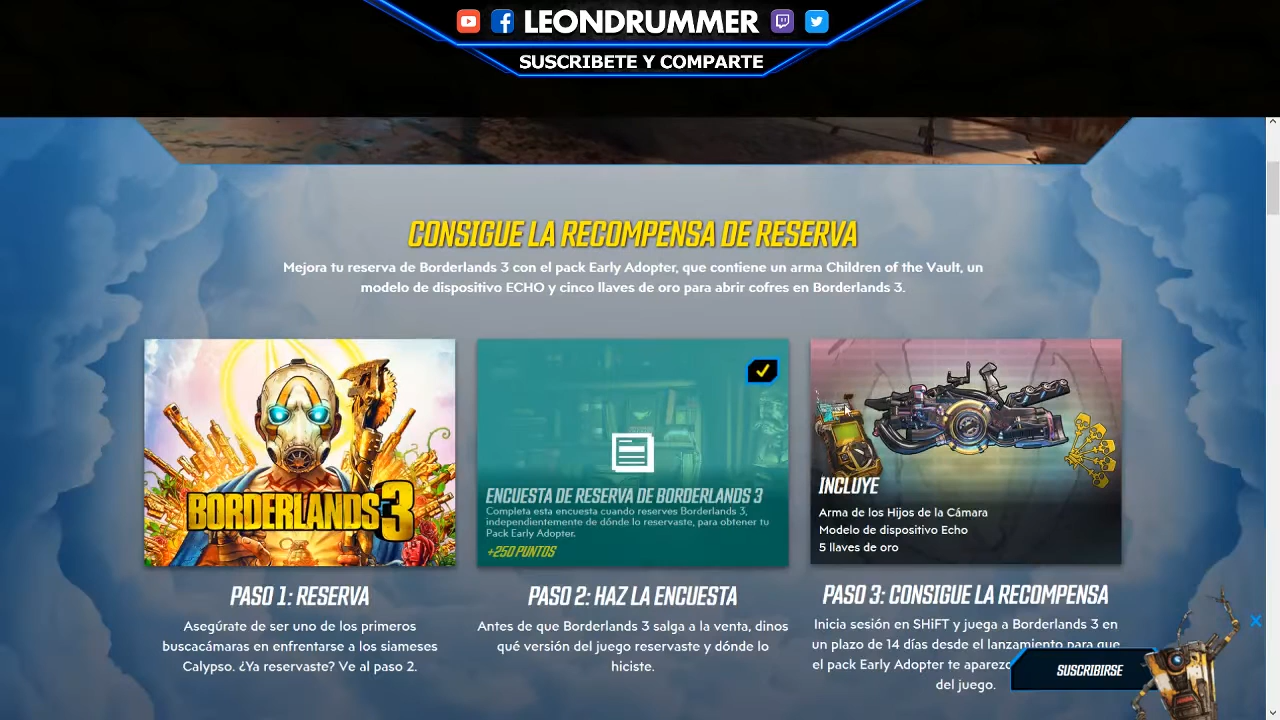 LEONDRUMMER
SUSCRIBETE Y COMPARTE
CONSIGUE LA RECOMPENSA DE RESERVA
Mejora tu reserva de Borderlands 3 con el pack Early Adopter, que contiene un arma Children of the Vault, un
modelo de dispositivo ECHO y cinco llaves de oro para abrir cofres en Borderlands 3.
BORDERLANDS 3
PASO 1: RESERVA
Asegúrate de ser uno de los primeros
buscacámaras en enfrentarse a los siameses
Calypso. ¿Ya reservaste? Ve al paso 2.
ENCUESTA DE RESERVA DE BORDERLANDS 3
Completa esta encuesta cuando reserves Borderlands 3,
independientemente de dónde lo reservaste, para obtener tu
Pack Early Adopter.
+250 PUNTOS
PASO 2: HAZ LA ENCUESTA
Antes de que Borderlands 3 salga a la venta, dinos
qué versión del juego reservaste y dónde lo
hiciste.
INCLUYE
Arma de los Hijos de la Cámara
Modelo de dispositivo Echo
5 llaves de oro
PASO 3: CONSIGUE LA RECOMPENSA
Inicia sesión en SHiFT y juega a Borderlands 3 en
un plazo de 14 días desde el lanzamiento para que
el pack Early Adopter te
del juego.
SUSCRIBIRSE